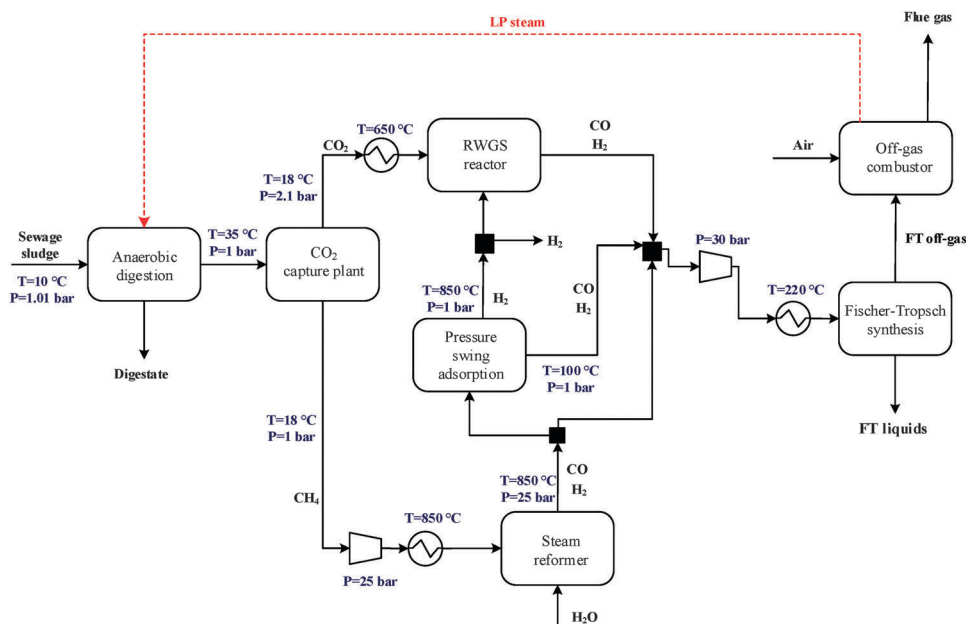 LP steam
Flue gas
T=650 °C
CO₂
RWGS
reactor
CO
H₂
Air
Off-gas
combustor
T=18 °C
P=2.1 bar
Sewage
sludge
T=10 °C
P=1.01 bar
Anaerobic
digestion
T=35 °C
P=1 bar
CO₂
capture plant
H₂
P=30 bar
FT off-gas
T=850 °C
P=1 bar
H₂
CO
H₂
T=220 °C
Fischer-Tropsch
synthesis
Pressure
swing
adsorption
T=100 °C
P=1 bar
Digestate
FT liquids
T=18 °C
P=1 bar
T=850 °C
P=25 bar
CO
H₂
CH₄
T=850 °C
P=25 bar
Steam
reformer
H₂O